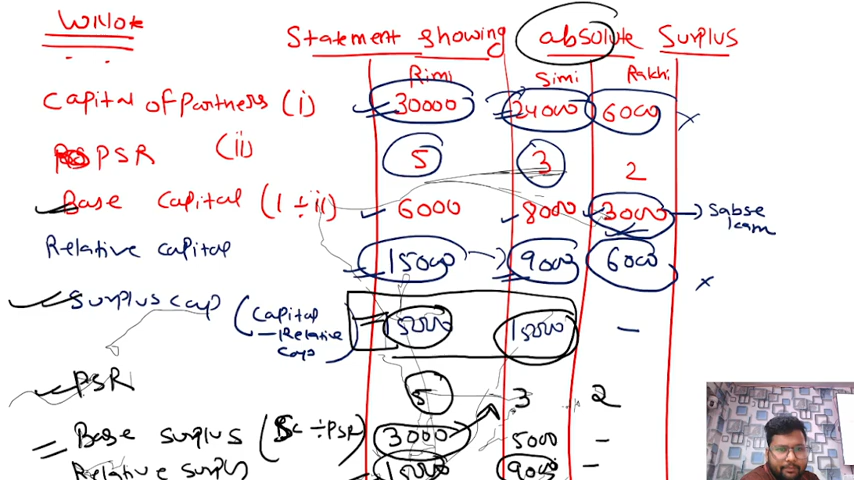 Statement showing absolute Surplus
Rimi Simi Rakhi
Capital of partners (i) 30000 24000 6000 x
PSR (ii) 5 3 2
Base Capital (1 ÷ ii) 6000 8000 3000 → Sabse kam
Relative capital 15000 9000 6000 x
Surplus cap (Capital - Relative cap) 15000 15000 -
PSR 5 3 2
Base surplus (Sc ÷ PSR) 3000 5000 -
Relative surplus 15000 9000 -